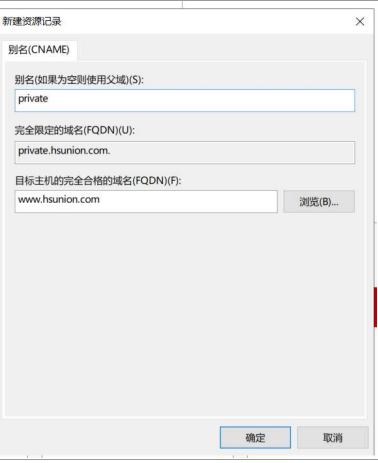 新建资源记录
别名(CNAME)
别名(如果为空则使用父域)(S):
private
完全限定的域名(FQDN)(U):
private.hsunion.com.
目标主机的完全合格的域名(FQDN)(F):
www.hsunion.com
浏览(B)...
确定
取消